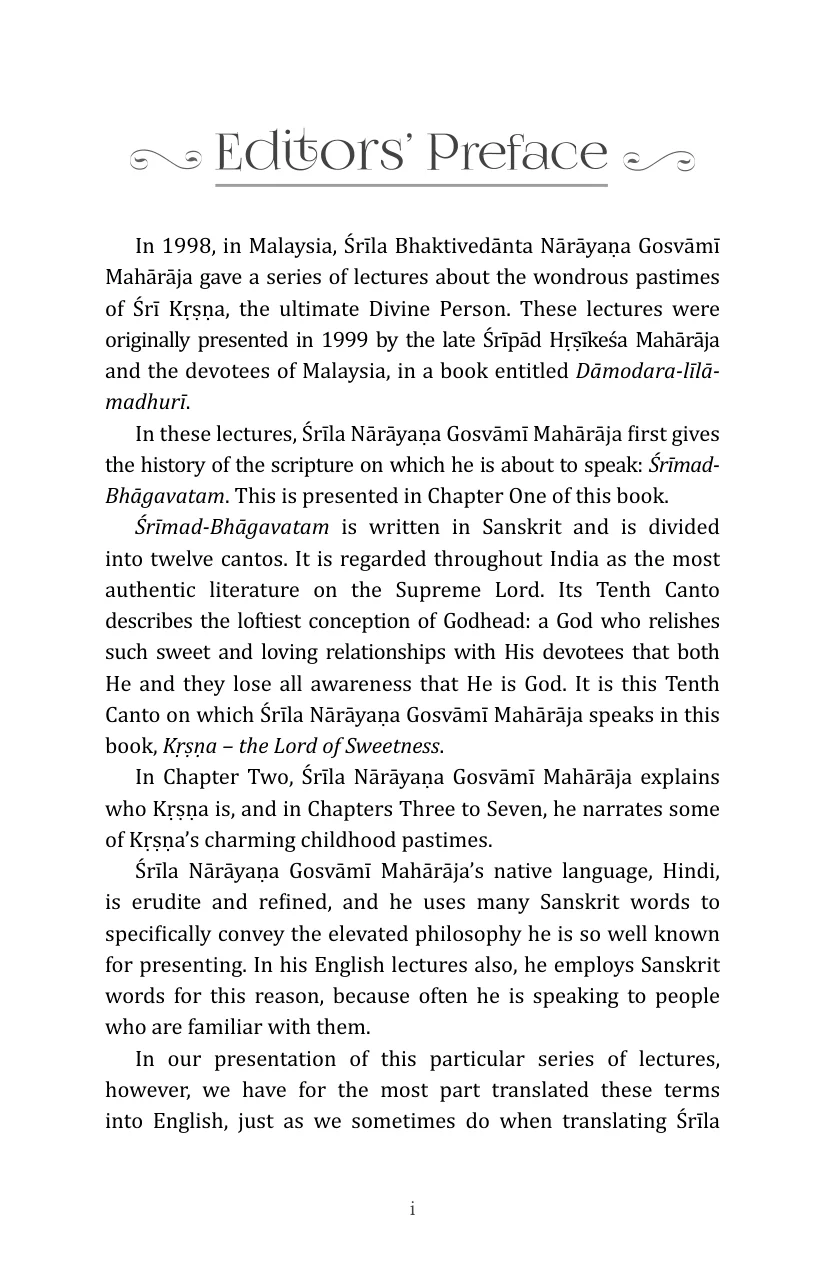 Editors’ Preface
In 1998, in Malaysia, Śrīla Bhaktivedānta Nārāyaṇa Gosvāmī
Mahārāja gave a series of lectures about the wondrous pastimes
of Śrī Kṛṣṇa, the ultimate Divine Person. These lectures were
originally presented in 1999 by the late Śrīpād Hṛṣīkeśa Mahārāja
and the devotees of Malaysia, in a book entitled Dāmodara-līlā-
madhurī.
In these lectures, Śrīla Nārāyaṇa Gosvāmī Mahārāja first gives
the history of the scripture on which he is about to speak: Śrīmad-
Bhāgavatam. This is presented in Chapter One of this book.
Śrīmad-Bhāgavatam is written in Sanskrit and is divided
into twelve cantos. It is regarded throughout India as the most
authentic literature on the Supreme Lord. Its Tenth Canto
describes the loftiest conception of Godhead: a God who relishes
such sweet and loving relationships with His devotees that both
He and they lose all awareness that He is God. It is this Tenth
Canto on which Śrīla Nārāyaṇa Gosvāmī Mahārāja speaks in this
book, Kṛṣṇa – the Lord of Sweetness.
In Chapter Two, Śrīla Nārāyaṇa Gosvāmī Mahārāja explains
who Kṛṣṇa is, and in Chapters Three to Seven, he narrates some
of Kṛṣṇa’s charming childhood pastimes.
Śrīla Nārāyaṇa Gosvāmī Mahārāja’s native language, Hindi,
is erudite and refined, and he uses many Sanskrit words to
specifically convey the elevated philosophy he is so well known
for presenting. In his English lectures also, he employs Sanskrit
words for this reason, because often he is speaking to people
who are familiar with them.
In our presentation of this particular series of lectures,
however, we have for the most part translated these terms
into English, just as we sometimes do when translating Śrīla
i